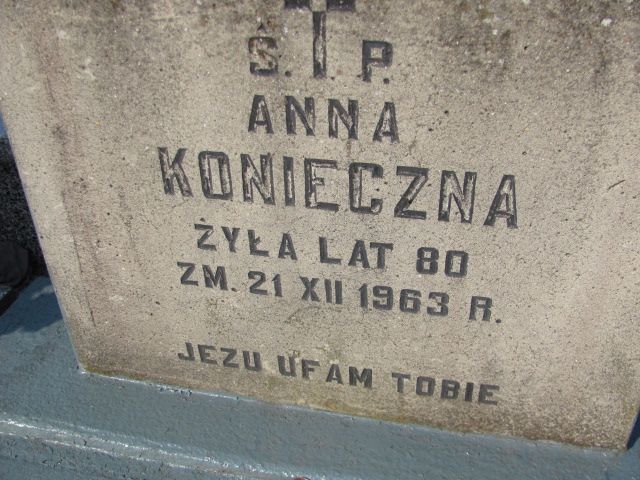 Ś. P.
ANNA
KONIECZNA
ŻYŁA LAT 80
ZM. 21 XII 1963 R.
JEZU UFAM TOBIE